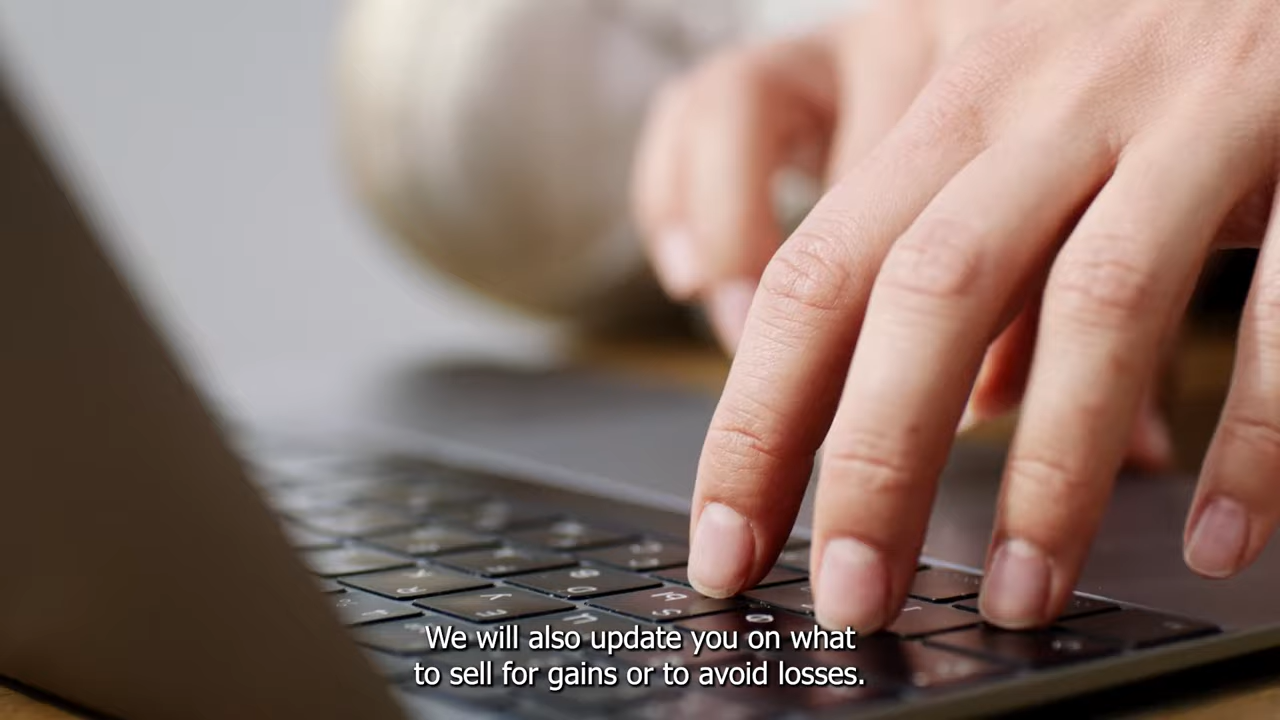 We will also update you on what
to sell for gains or to avoid losses.